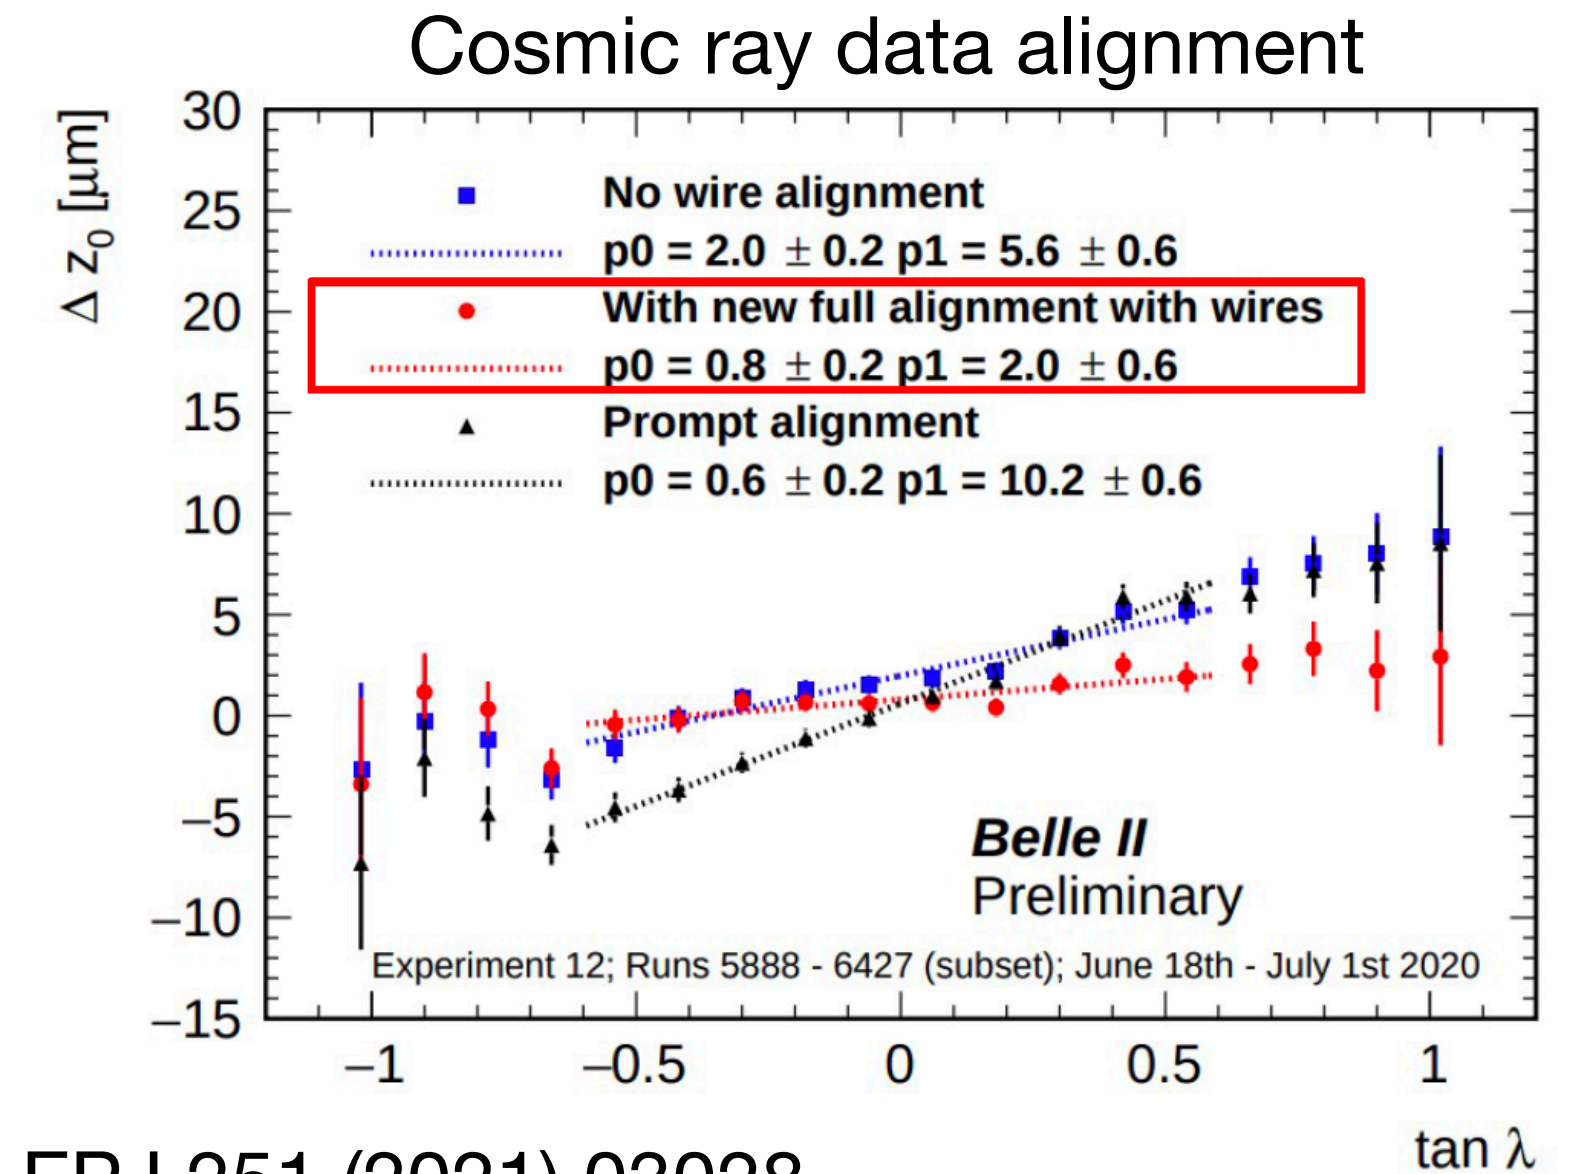 Cosmic ray data alignment
Δ z0 [μm]
30
25
20
15
10
5
0
−5
−10
−15
No wire alignment
p0 = 2.0 ± 0.2 p1 = 5.6 ± 0.6
With new full alignment with wires
p0 = 0.8 ± 0.2 p1 = 2.0 ± 0.6
Prompt alignment
p0 = 0.6 ± 0.2 p1 = 10.2 ± 0.6
Belle II
Preliminary
Experiment 12; Runs 5888 - 6427 (subset); June 18th - July 1st 2020
−1 −0.5 0 0.5 1
tan λ
251 (2021) 03028